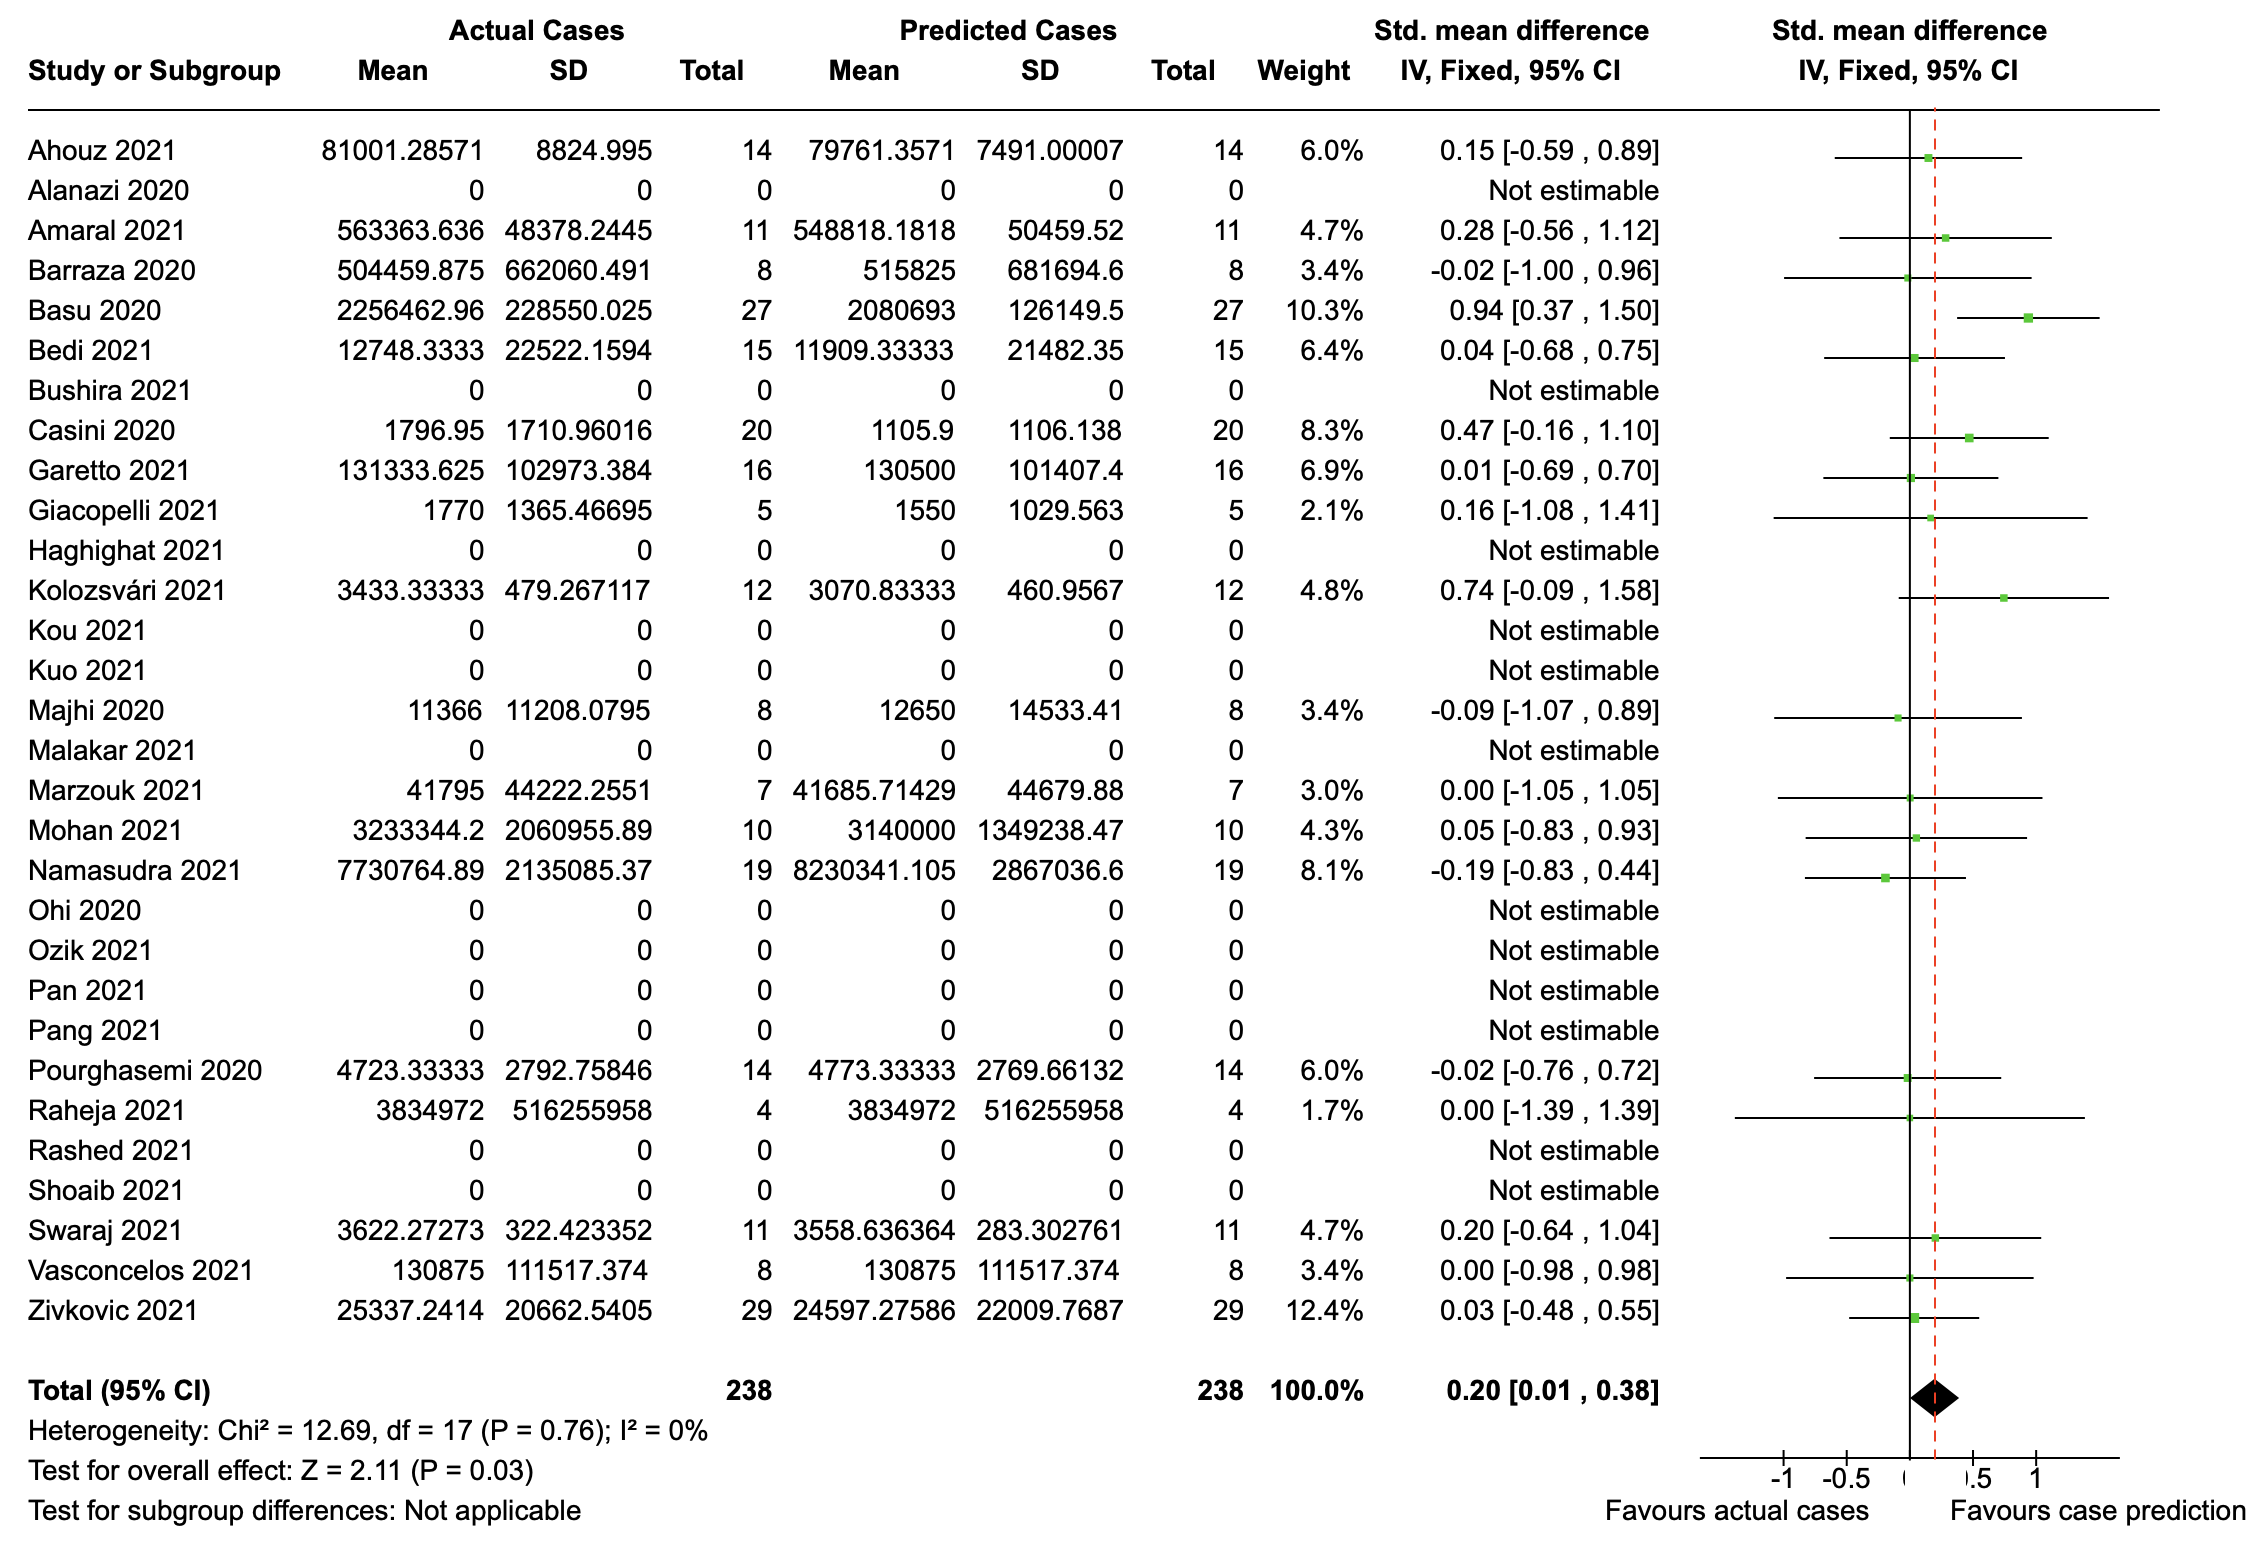 Actual Cases Predicted Cases Std. mean difference Std. mean difference
Study or Subgroup Mean SD Total Mean SD Total Weight IV, Fixed, 95% CI IV, Fixed, 95% CI
Ahouz 2021 81001.28571 8824.995 14 79761.3571 7491.00007 14 6.0% 0.15 [-0.59 , 0.89]
Alanazi 2020 0 0 0 0 0 0 Not estimable
Amaral 2021 563363.636 48378.2445 11 548818.1818 50459.52 11 4.7% 0.28 [-0.56 , 1.12]
Barraza 2020 504459.875 662060.491 8 515825 681694.6 8 3.4% -0.02 [-1.00 , 0.96]
Basu 2020 2256462.96 228550.025 27 2080693 126149.5 27 10.3% 0.94 [0.37 , 1.50]
Bedi 2021 12748.3333 22522.1594 15 11909.33333 21482.35 15 6.4% 0.04 [-0.68 , 0.75]
Bushira 2021 0 0 0 0 0 0 Not estimable
Casini 2020 1796.95 1710.96016 20 1105.9 1106.138 20 8.3% 0.47 [-0.16 , 1.10]
Garetto 2021 131333.625 102973.384 16 130500 101407.4 16 6.9% 0.01 [-0.69 , 0.70]
Giacopelli 2021 1770 1365.46695 5 1550 1029.563 5 2.1% 0.16 [-1.08 , 1.41]
Haghighat 2021 0 0 0 0 0 0 Not estimable
Kolozsvári 2021 3433.33333 479.267117 12 3070.83333 460.9567 12 4.8% 0.74 [-0.09 , 1.58]
Kou 2021 0 0 0 0 0 0 Not estimable
Kuo 2021 0 0 0 0 0 0 Not estimable
Majhi 2020 11366 11208.0795 8 12650 14533.41 8 3.4% -0.09 [-1.07 , 0.89]
Malakar 2021 0 0 0 0 0 0 Not estimable
Marzouk 2021 41795 44222.2551 7 41685.71429 44679.88 7 3.0% 0.00 [-1.05 , 1.05]
Mohan 2021 3233344.2 2060955.89 10 3140000 1349238.47 10 4.3% 0.05 [-0.83 , 0.93]
Namasudra 2021 7730764.89 2135085.37 19 8230341.105 2867036.6 19 8.1% -0.19 [-0.83 , 0.44]
Ohi 2020 0 0 0 0 0 0 Not estimable
Ozik 2021 0 0 0 0 0 0 Not estimable
Pan 2021 0 0 0 0 0 0 Not estimable
Pang 2021 0 0 0 0 0 0 Not estimable
Pourghasemi 2020 4723.33333 2792.75846 14 4773.33333 2769.66132 14 6.0% -0.02 [-0.76 , 0.72]
Raheja 2021 3834972 516255958 4 3834972 516255958 4 1.7% 0.00 [-1.39 , 1.39]
Rashed 2021 0 0 0 0 0 0 Not estimable
Shoaib 2021 0 0 0 0 0 0 Not estimable
Swaraj 2021 3622.27273 322.423352 11 3558.636364 283.302761 11 4.7% 0.20 [-0.64 , 1.04]
Vasconcelos 2021 130875 111517.374 8 130875 111517.374 8 3.4% 0.00 [-0.98 , 0.98]
Zivkovic 2021 25337.2414 20662.5405 29 24597.27586 22009.7687 29 12.4% 0.03 [-0.48 , 0.55]
Total (95% CI) 238 238 100.0% 0.20 [0.01 , 0.38]
Heterogeneity: Chi² = 12.69, df = 17 (P = 0.76); I² = 0%
Test for overall effect: Z = 2.11 (P = 0.03) -1 -0.5 .5 1
Test for subgroup differences: Not applicable Favours actual cases Favours case prediction